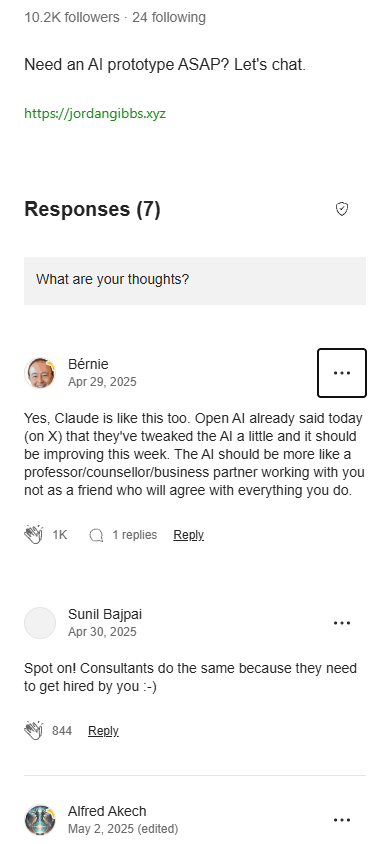 10.2K followers · 24 following
Need an AI prototype ASAP? Let's chat.
https://jordangibbs.xyz
Responses (7)
What are your thoughts?
Bérnie
Apr 29, 2025
Yes, Claude is like this too. Open AI already said today
(on X) that they've tweaked the AI a little and it should
be improving this week. The AI should be more like a
professor/counsellor/business partner working with you
not as a friend who will agree with everything you do.
1K 1 replies Reply
Sunil Bajpai
Apr 30, 2025
Spot on! Consultants do the same because they need
to get hired by you :-)
844 Reply
Alfred Akech
May 2, 2025 (edited)